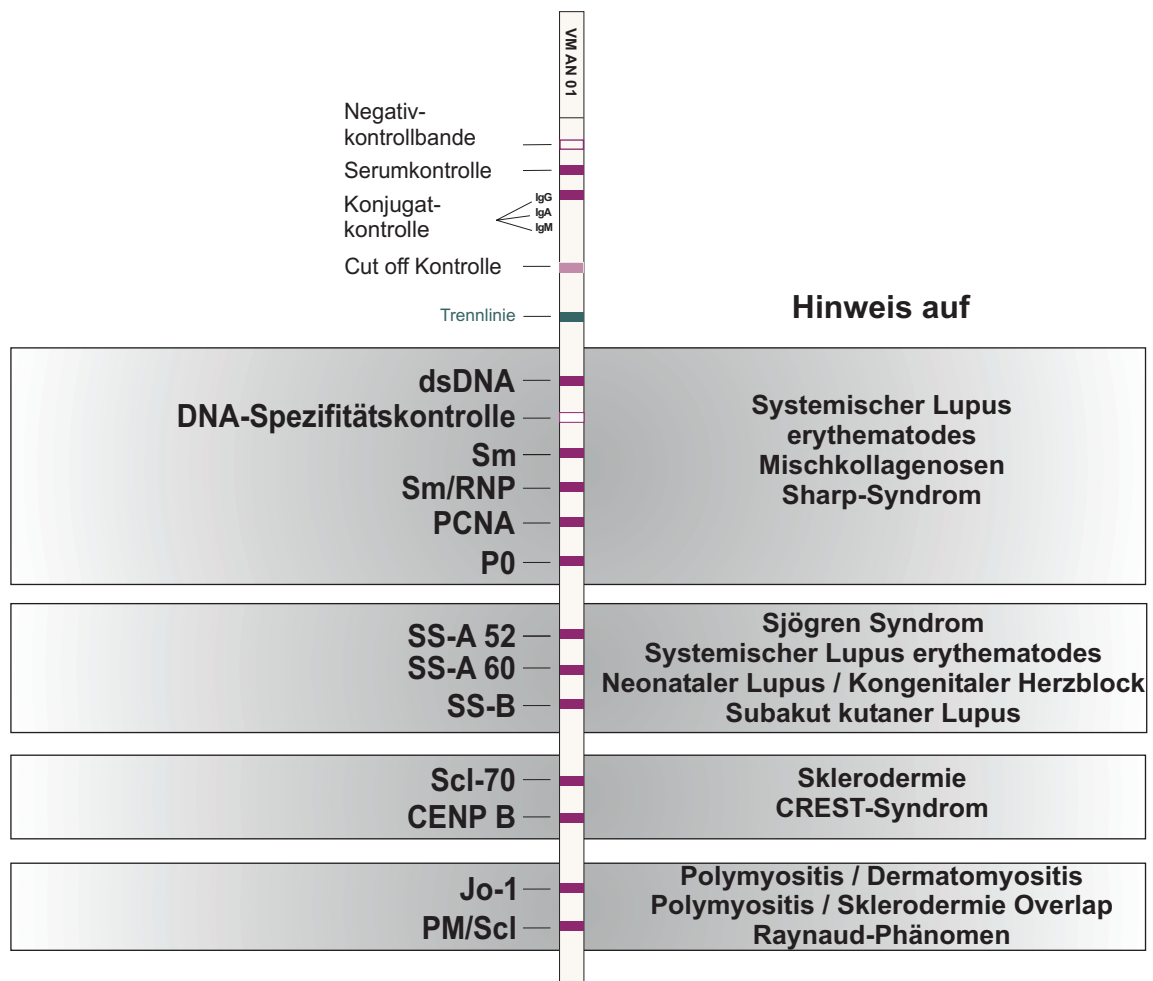 VM AN 01
Negativ-
kontrollbande
Serumkontrolle
Konjugat-
kontrolle
IgG
IgA
IgM
Cut off Kontrolle
Trennlinie
Hinweis auf
dsDNA
DNA-Spezifitätskontrolle
Sm
Sm/RNP
PCNA
P0
Systemischer Lupus
erythematodes
Mischkollagenosen
Sharp-Syndrom
SS-A 52
SS-A 60
SS-B
Sjögren Syndrom
Systemischer Lupus erythematodes
Neonataler Lupus / Kongenitaler Herzblock
Subakut kutaner Lupus
Scl-70
CENP B
Sklerodermie
CREST-Syndrom
Jo-1
PM/Scl
Polymyositis / Dermatomyositis
Polymyositis / Sklerodermie Overlap
Raynaud-Phänomen